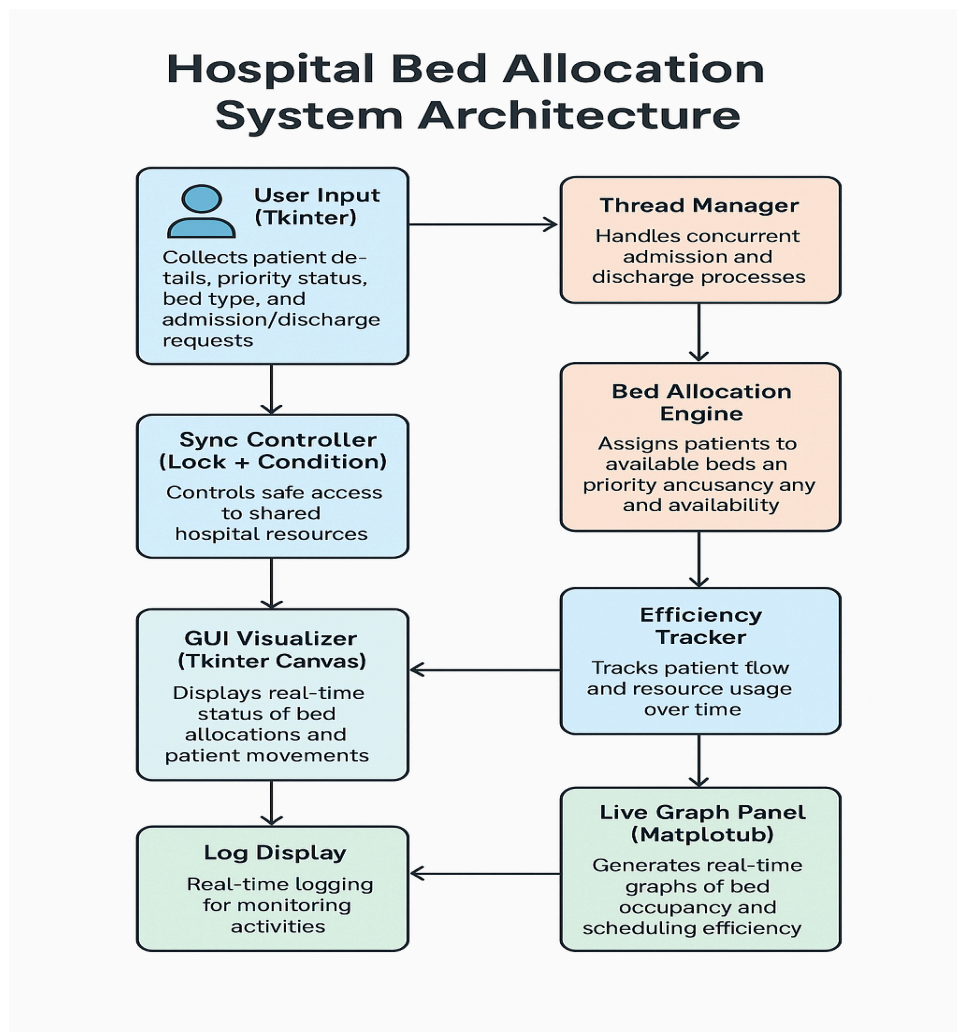 Hospital Bed Allocation
System Architecture
User Input
(Tkinter)
Collects patient de-
tails, priority status,
bed type, and
admission/discharge
requests
Thread Manager
Handles concurrent
admission and
discharge processes
Sync Controller
(Lock + Condition)
Controls safe access
to shared
hospital resources
Bed Allocation
Engine
Assigns patients to
available beds an
priority ancusancy any
and availability
GUI Visualizer
(Tkinter Canvas)
Displays real-time
status of bed
allocations and
patient movements
Efficiency
Tracker
Tracks patient flow
and resource usage
over time
Log Display
Real-time logging
for monitoring
activities
Live Graph Panel
(Matplotub)
Generates real-time
graphs of bed
occupancy and
scheduling efficiency